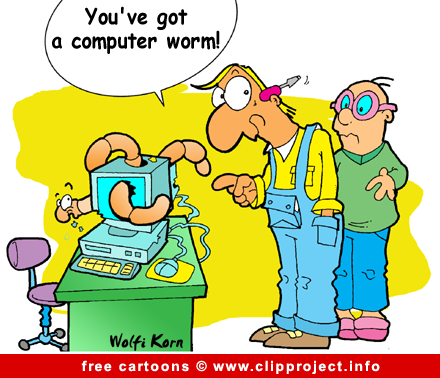 You've got
a computer worm!
Wolfi Korn
free cartoons © www.clipproject.info